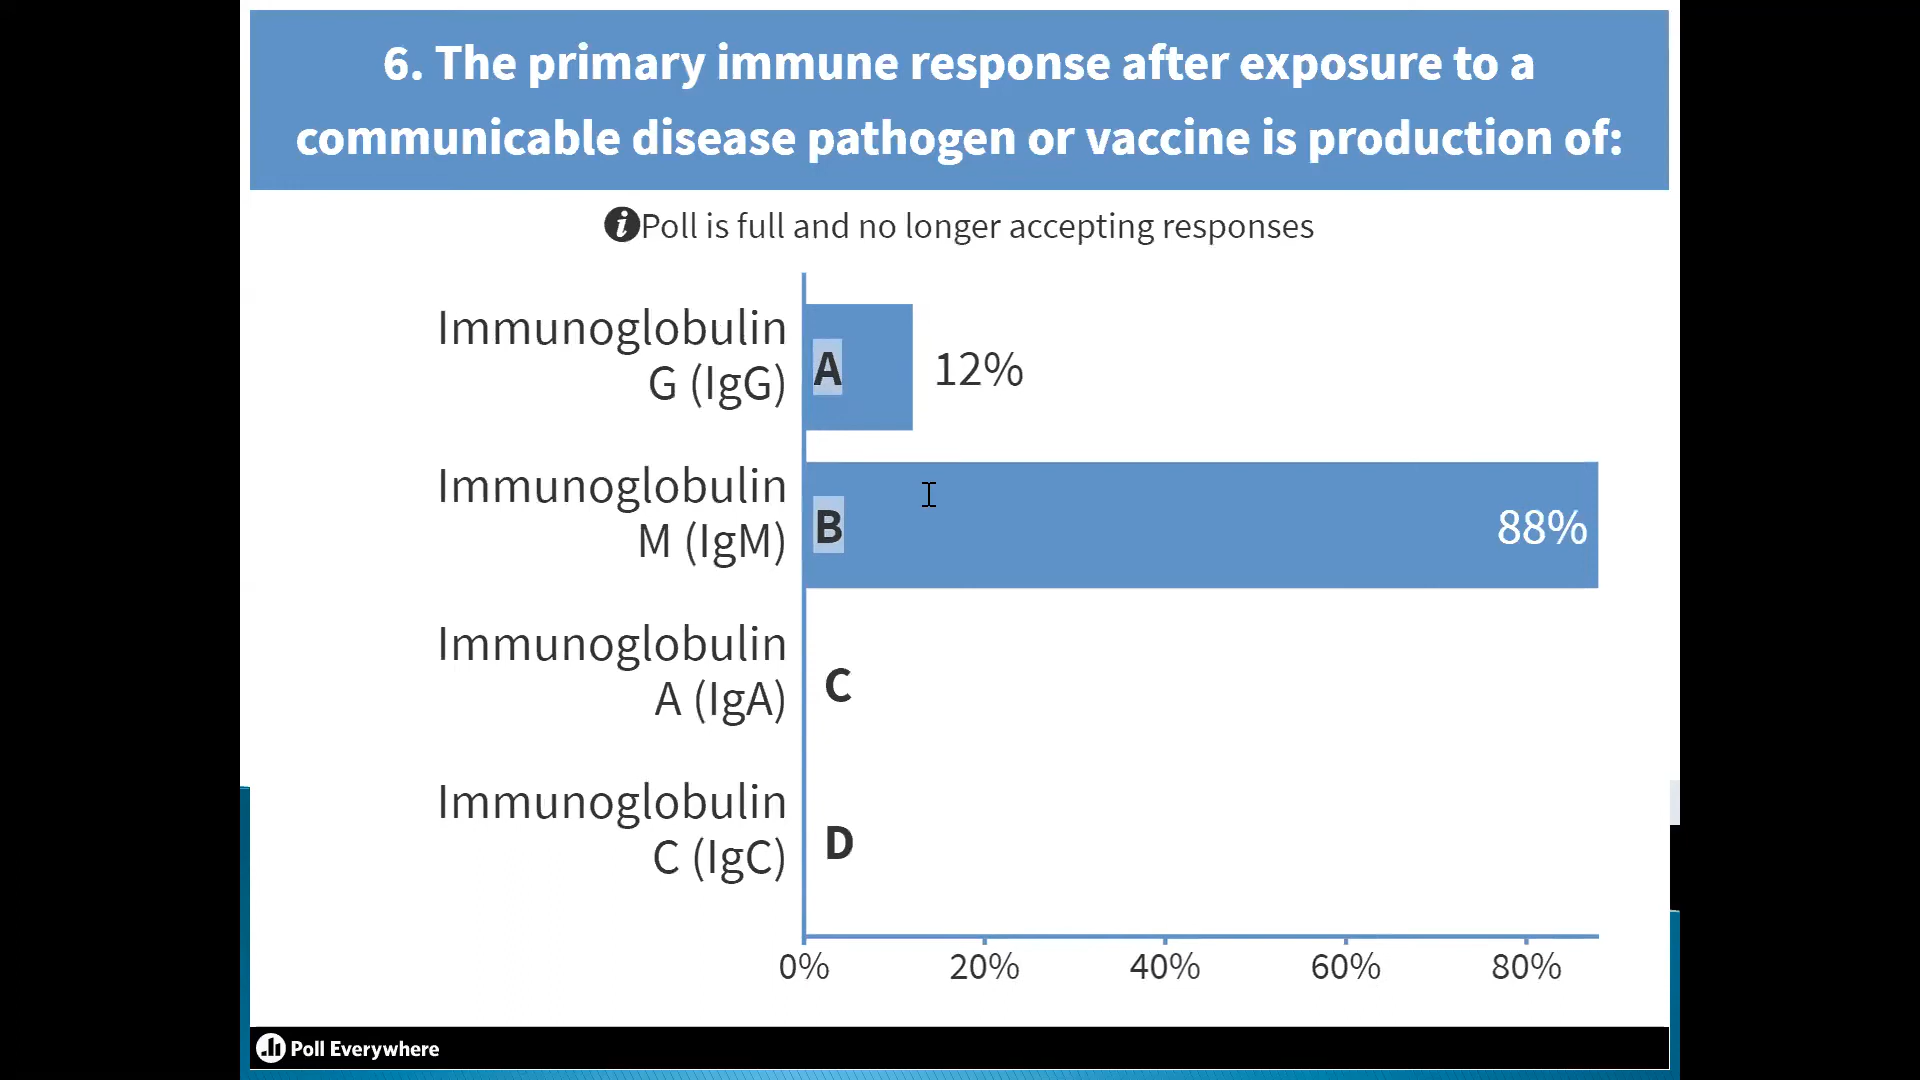 6. The primary immune response after exposure to a
communicable disease pathogen or vaccine is production of:
Poll is full and no longer accepting responses
Immunoglobulin
G (IgG)
A
12%
Immunoglobulin
M (IgM)
B
88%
Immunoglobulin
A (IgA)
C
Immunoglobulin
C (IgC)
D
0% 20% 40% 60% 80%
Poll Everywhere